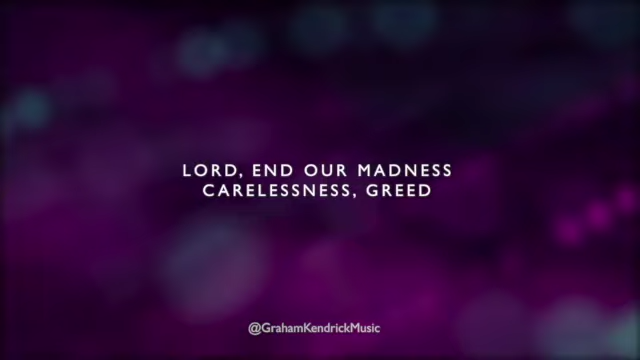 LORD, END OUR MADNESS
CARELESSNESS, GREED
@GrahamKendrickMusic